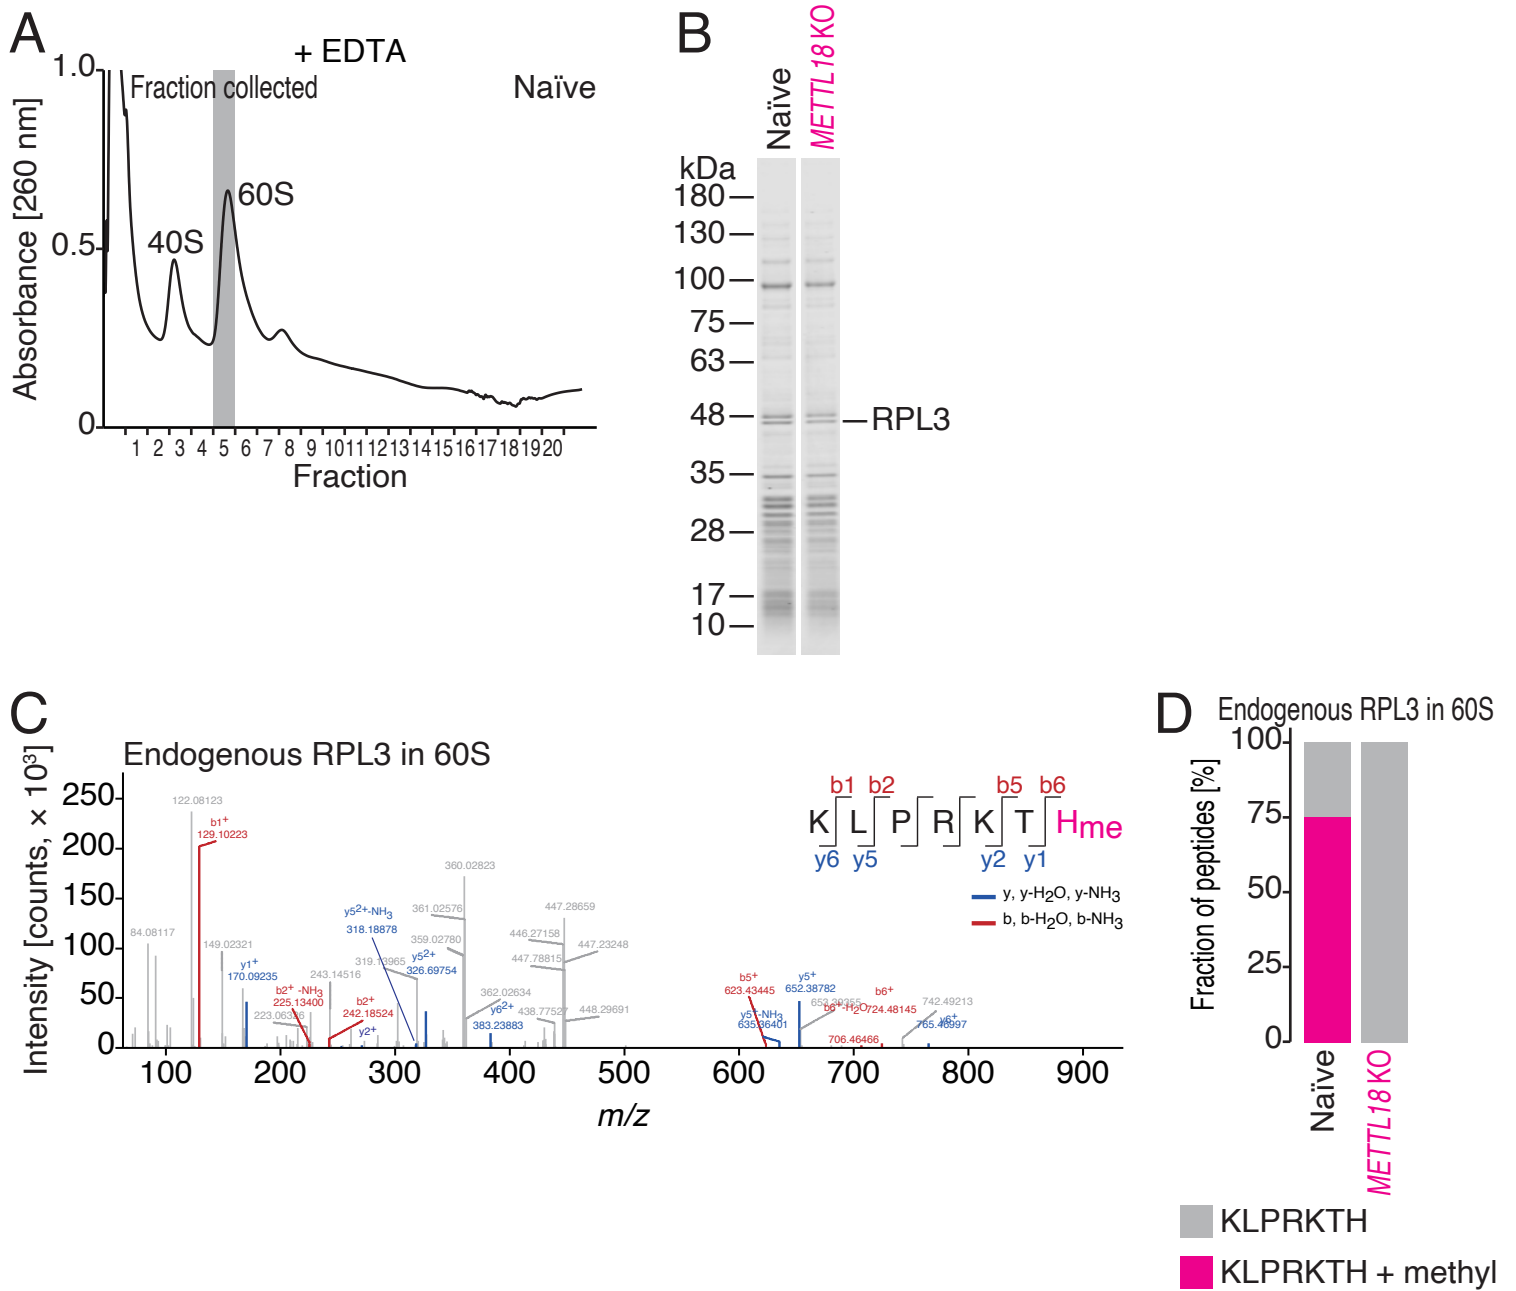 A
+ EDTA
Fraction collected
Naïve
Absorbance [260 nm]
1.0
0.5
0
40S
60S
1 2 3 4 5 6 7 8 9 10 11 12 13 14 15 16 17 18 19 20
Fraction
B
Naïve
METTL18 KO
kDa
180
130
100
75
63
48
35
28
17
10
RPL3
C
Endogenous RPL3 in 60S
Intensity [counets, × 10³]
250
200
150
100
50
0
122.08123
b1+
129.10223
84.08117
149.02321
y1+
170.09235
b2+ -NH3
225.13400
223.06326
243.14516
b2+
242.18524
y2+
y5²+-NH3
318.18878
319.13965
360.02823
361.02576
359.02780
y5²+
326.69754
362.02634
y6²+
383.23883
447.28659
446.27158
447.23248
447.78815
438.77527
448.29691
b5+
623.43445
y5+-NH3
635.36401
y5+
652.38782
653.39355
b6+-H2O
706.46466
b6+
724.48145
742.49213
y6+
765.46997
b1 b2 b5 b6
K L P R K T Hme
y6 y5 y2 y1
y, y-H2O, y-NH3
b, b-H2O, b-NH3
100 200 300 400 500 600 700 800 900
m/z
D
Endogenous RPL3 in 60S
Fraction of peptides [%]
100
75
50
25
0
Naïve
METTL18 KO
KLPRKTH
KLPRKTH + methyl